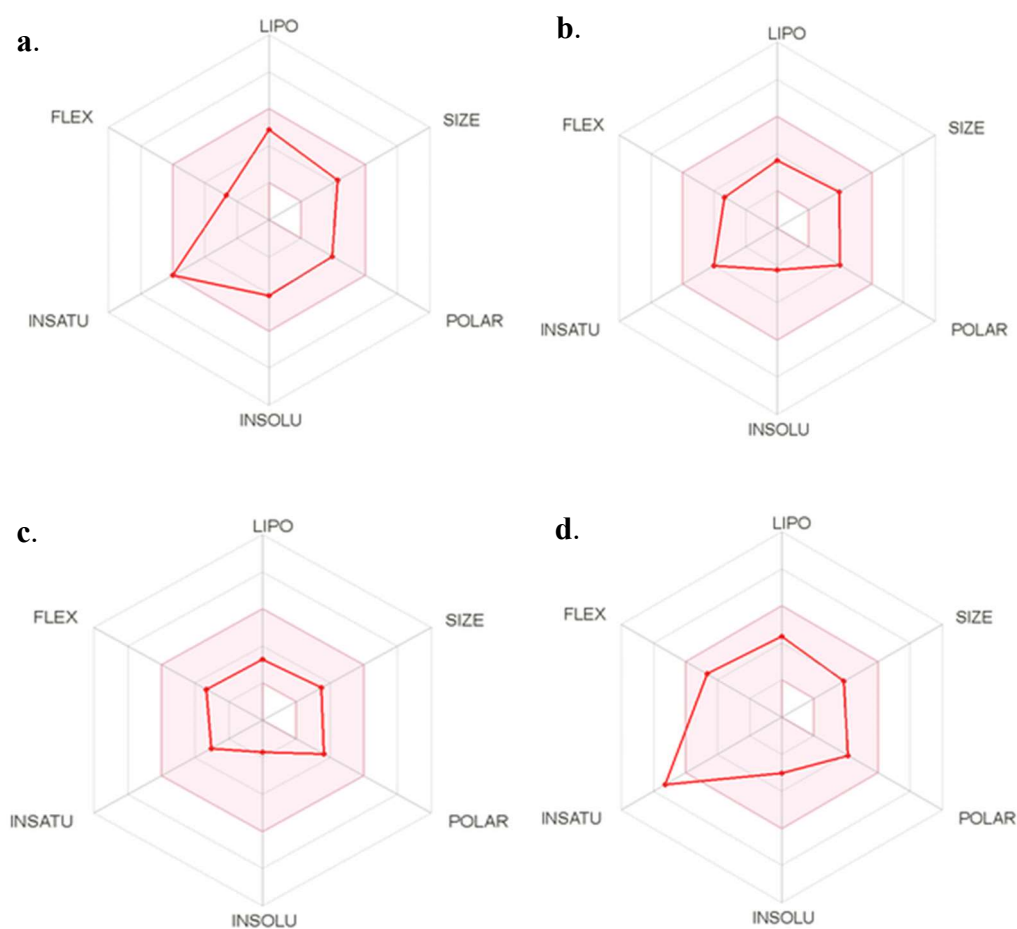 a.
LIPO
FLEX
SIZE
INSATU
POLAR
INSOLU
b.
LIPO
FLEX
SIZE
INSATU
POLAR
INSOLU
c.
LIPO
FLEX
SIZE
INSATU
POLAR
INSOLU
d.
LIPO
FLEX
SIZE
INSATU
POLAR
INSOLU